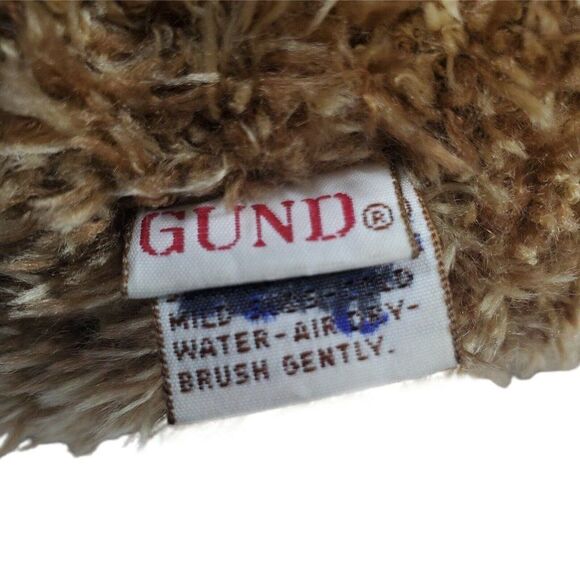 GUND®
MILD
WATER-AIR DRY-
BRUSH GENTLY.